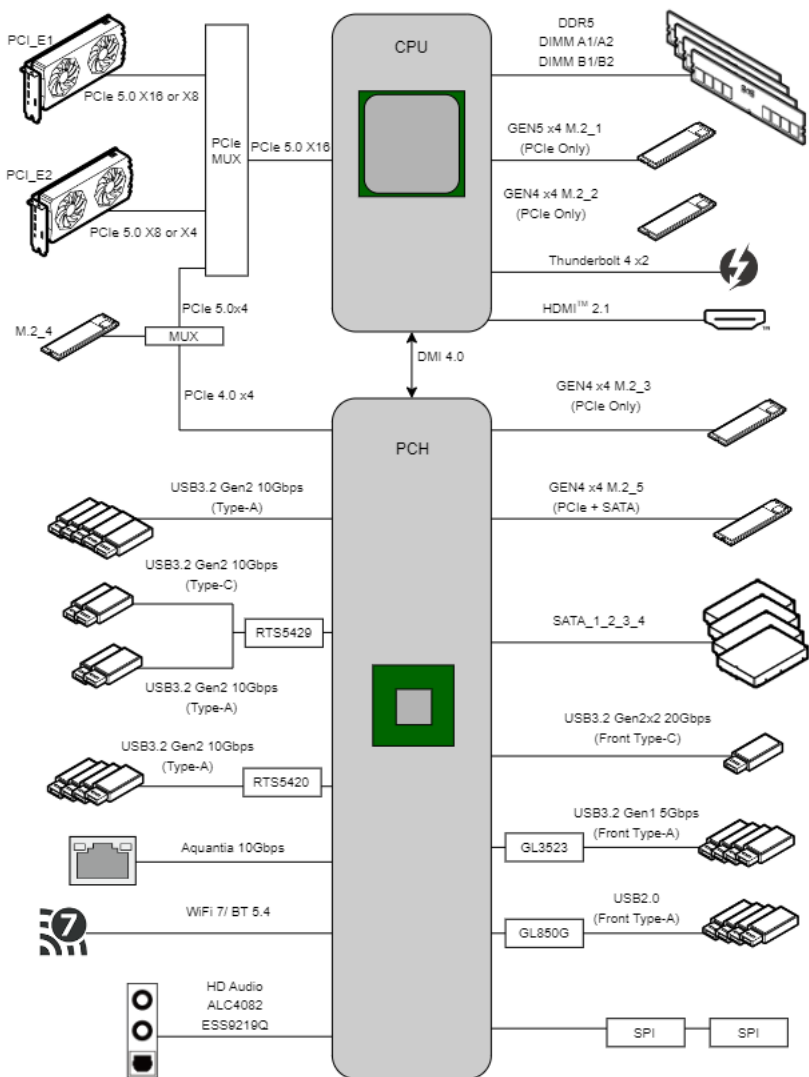 PCI_E1
PCIe 5.0 X16 or X8
PCI_E2
PCIe 5.0 X8 or X4
PCIe
MUX
PCIe 5.0 X16
PCIe 5.0x4
M.2_4
MUX
PCIe 4.0 x4
CPU
DDR5
DIMM A1/A2
DIMM B1/B2
GEN5 x4 M.2_1
(PCIe Only)
GEN4 x4 M.2_2
(PCIe Only)
Thunderbolt 4 x2
HDMI™ 2.1
DMI 4.0
PCH
USB3.2 Gen2 10Gbps
(Type-A)
USB3.2 Gen2 10Gbps
(Type-C)
RTS5429
USB3.2 Gen2 10Gbps
(Type-A)
USB3.2 Gen2 10Gbps
(Type-A)
RTS5420
Aquantia 10Gbps
WiFi 7/ BT 5.4
7
HD Audio
ALC4082
ESS9219Q
GEN4 x4 M.2_3
(PCIe Only)
GEN4 x4 M.2_5
(PCIe + SATA)
SATA_1_2_3_4
USB3.2 Gen2x2 20Gbps
(Front Type-C)
USB3.2 Gen1 5Gbps
(Front Type-A)
GL3523
USB2.0
(Front Type-A)
GL850G
SPI
SPI